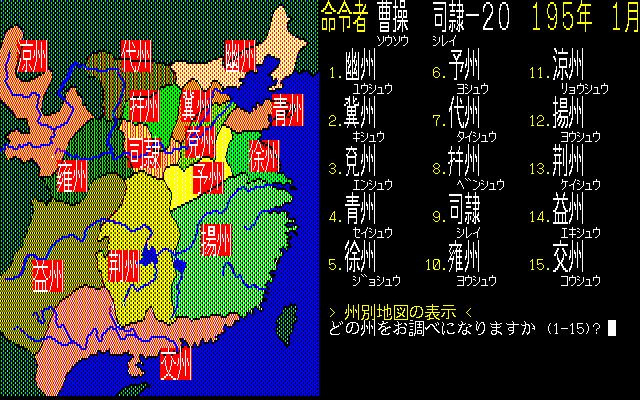 命令者 曹操 司隷-20 195年 1月
ソウソウ シレイ
1.幽州 6.予州 11.涼州
ユウシュウ ヨシュウ リョウシュウ
2.冀州 7.代州 12.揚州
キシュウ タイシュウ ヨウシュウ
3.兗州 8.并州 13.荆州
エンシュウ ベンシュウ ケイシュウ
4.青州 9.司隷 14.益州
セイシュウ シレイ エキシュウ
5.徐州 10.雍州 15.交州
ジョシュウ ヨウシュウ コウシュウ
> 州別地図の表示 <
どの州をお調べになりますか (1-15)?
涼州
代州
幽州
并州
冀州
青州
兗州
司隷
徐州
雍州
予州
揚州
荆州
益州
交州